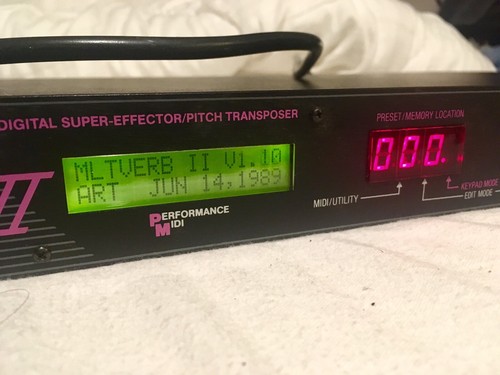 DIGITAL SUPER-EFFECTOR/PITCH TRANSPOSER
PRESET/MEMORY LOCATION
II
MLTVERB II V1.10
ART JUN 14,1989
000.
PERFORMANCE
MIDI
MIDI/UTILITY
KEYPAD MODE
EDIT MODE